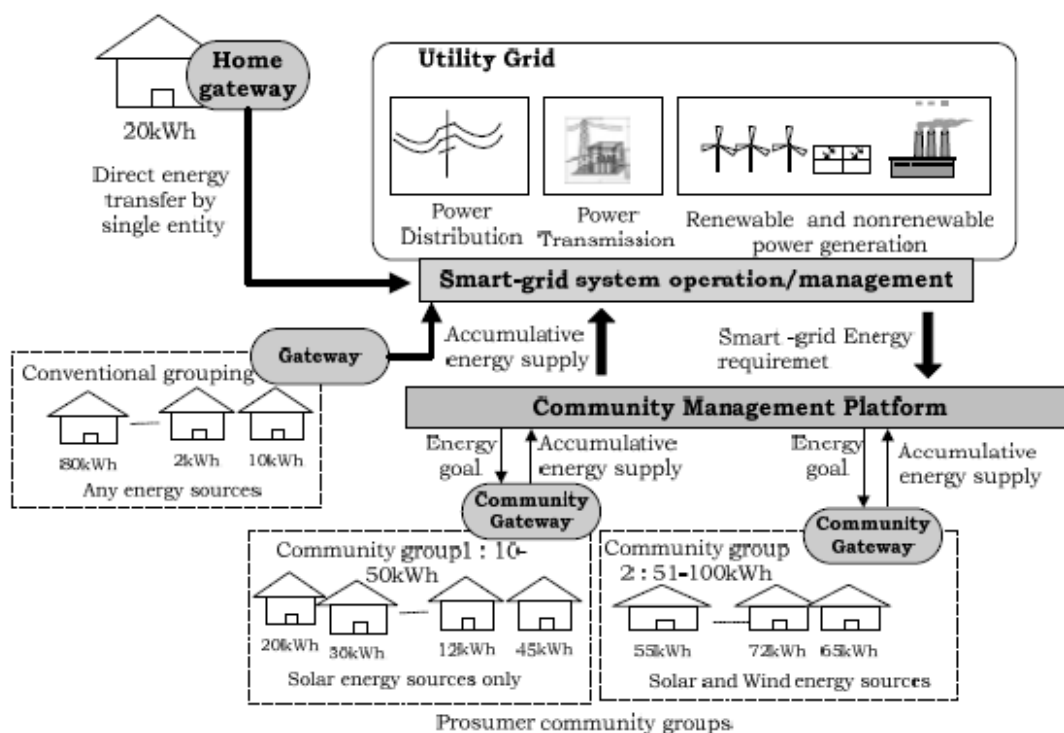 Home
gateway
20kWh
Direct energy
transfer by
single entity
Utility Grid
Power
Distribution
Power
Transmission
Renewable and nonrenewable
power generation
Smart-grid system operation/management
Gateway
Accumulative
energy supply
Smart -grid Energy
requiremet
Conventional grouping
80kWh
2kWh
10kWh
Any energy sources
Community Management Platform
Energy
goal
Accumulative
energy supply
Energy
goal
Accumulative
energy supply
Community
Gateway
Community
Gateway
Community group1 : 10-
50kWh
20kWh
30kWh
12kWh
45kWh
Solar energy sources only
Community group
2 : 51-100kWh
55kWh
72kWh
65kWh
Solar and Wind energy sources
Prosumer community groups